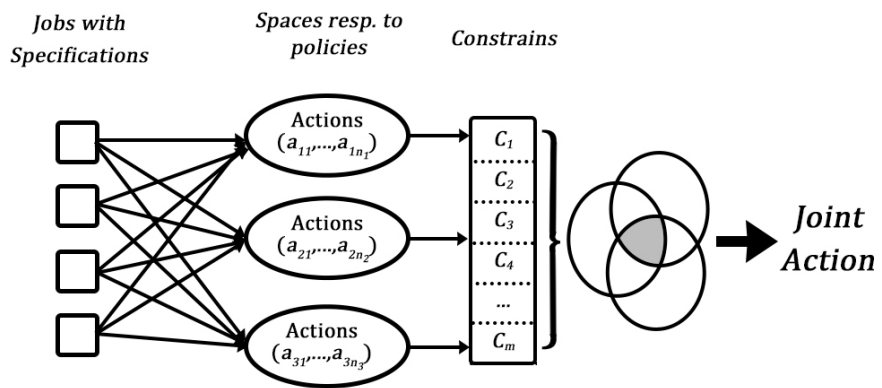 Jobs with
Specifications
Spaces resp. to
policies
Constrains
Actions
(a11,...,a1n1)
Actions
(a21,...,a2n2)
Actions
(a31,...,a3n3)
C1
C2
C3
C4
...
Cm
Joint
Action